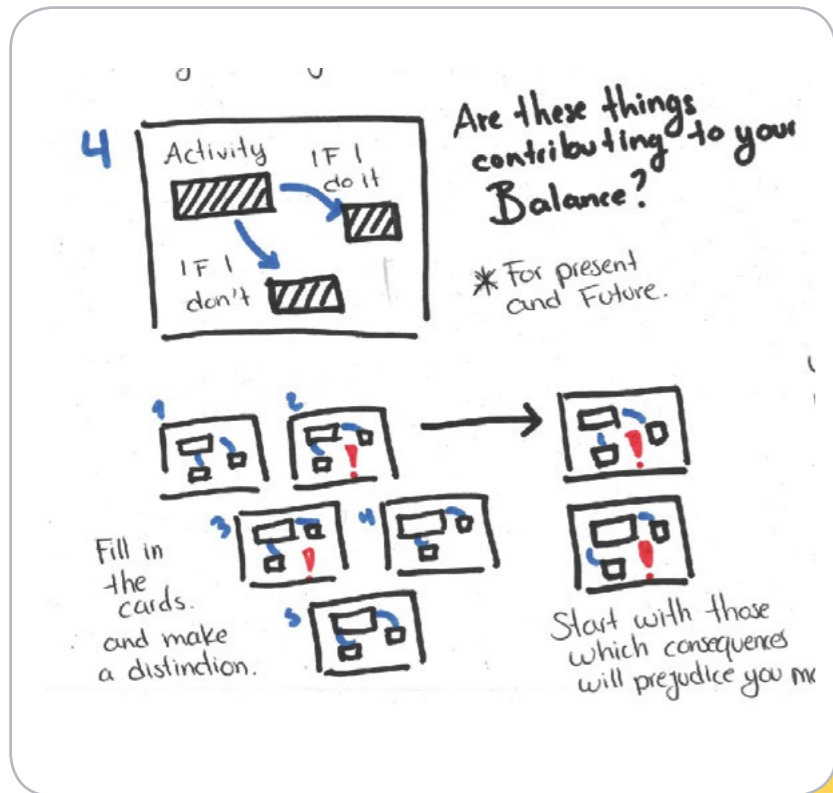 4
Activity
IF I
do it
IF I
don't
Are these things
contributing to your
Balance?
* For present
and Future.
1
2
3
4
5
!
!
!
!
Fill in
the
cards.
and make
a distinction.
Start with those
which consequences
will prejudice you